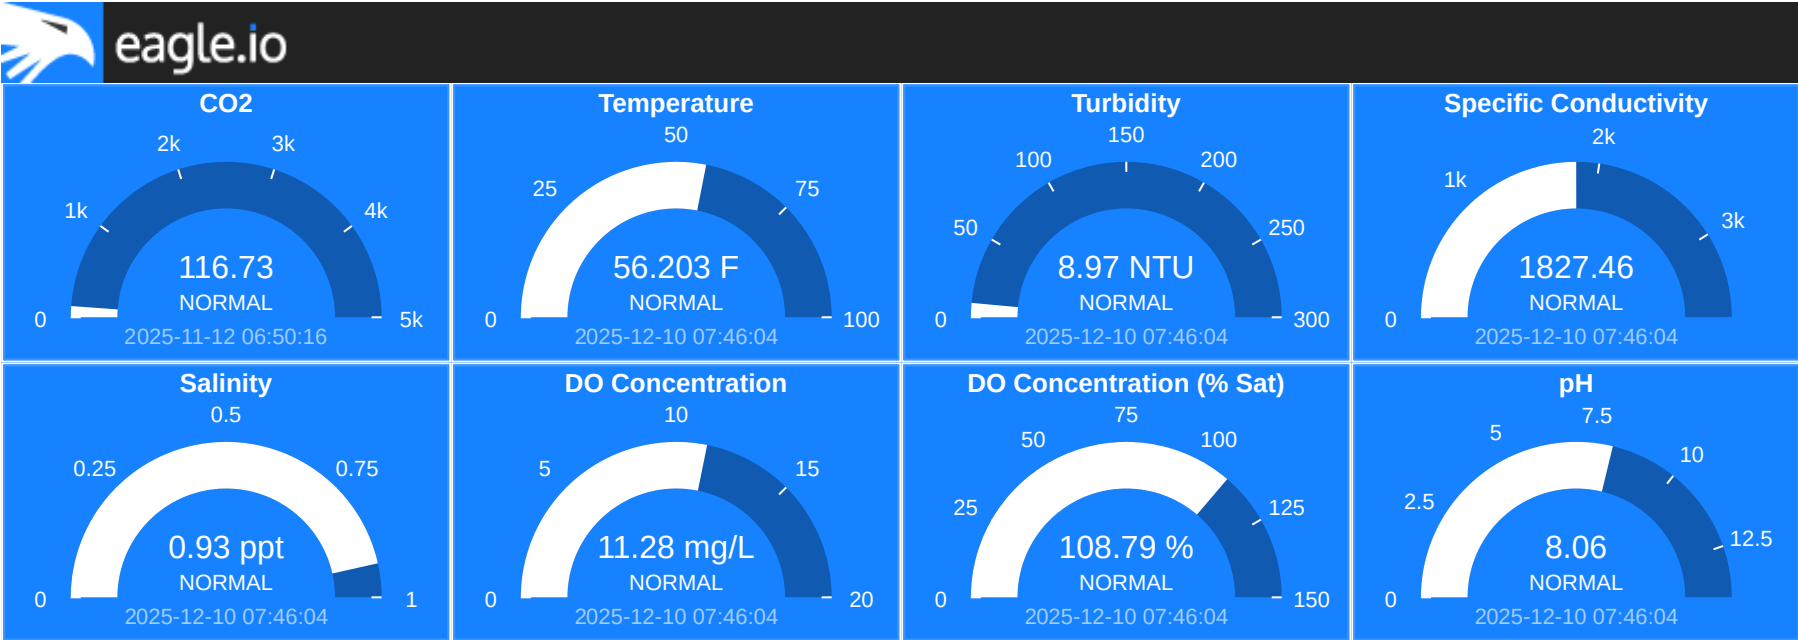 eagle.io
CO2
2k
3k
1k
4k
116.73
NORMAL
0
5k
2025-11-12 06:50:16
Temperature
50
25
75
56.203 F
NORMAL
0
100
2025-12-10 07:46:04
Turbidity
150
100
200
50
250
8.97 NTU
NORMAL
0
300
2025-12-10 07:46:04
Specific Conductivity
2k
1k
3k
1827.46
NORMAL
0
2025-12-10 07:46:04
Salinity
0.5
0.25
0.75
0.93 ppt
NORMAL
0
1
2025-12-10 07:46:04
DO Concentration
10
5
15
11.28 mg/L
NORMAL
0
20
2025-12-10 07:46:04
DO Concentration (% Sat)
75
50
100
25
125
108.79 %
NORMAL
0
150
2025-12-10 07:46:04
pH
7.5
5
10
2.5
12.5
8.06
NORMAL
0
2025-12-10 07:46:04